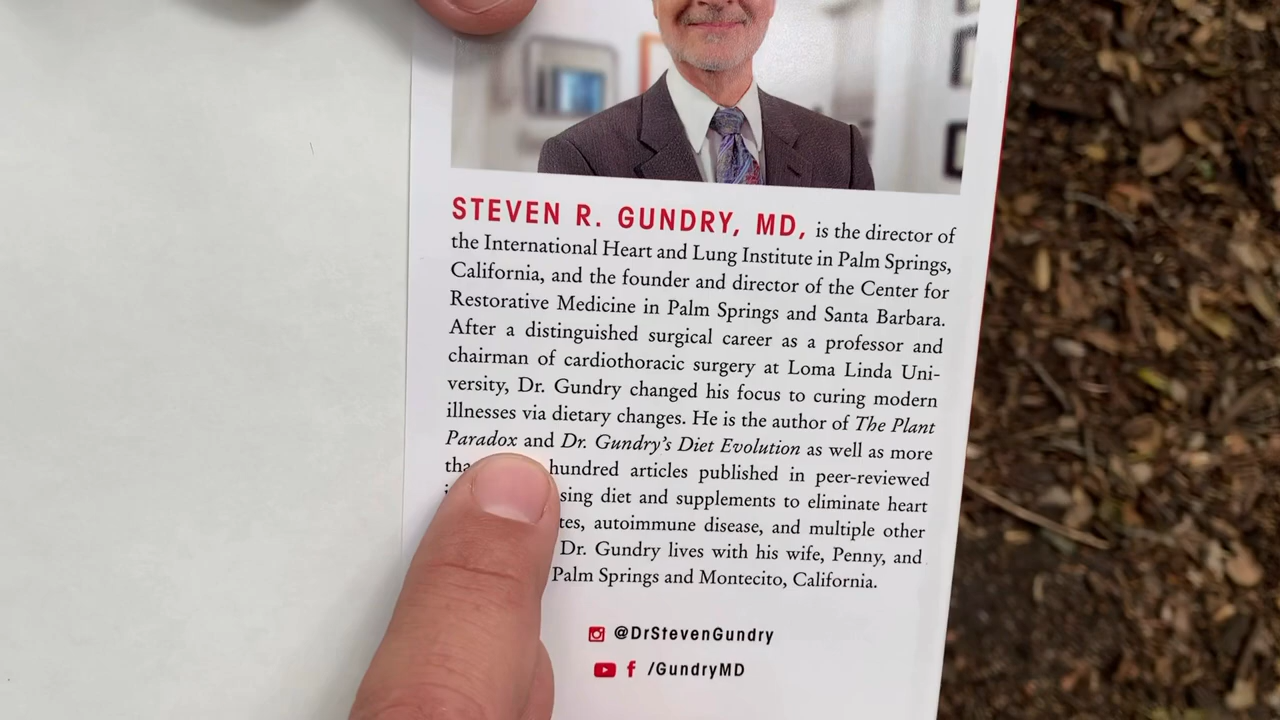 STEVEN R. GUNDRY, MD, is the director of
the International Heart and Lung Institute in Palm Springs,
California, and the founder and director of the Center for
Restorative Medicine in Palm Springs and Santa Barbara.
After a distinguished surgical career as a professor and
chairman of cardiothoracic surgery at Loma Linda Uni-
versity, Dr. Gundry changed his focus to curing modern
illnesses via dietary changes. He is the author of The Plant
Paradox and Dr. Gundry's Diet Evolution as well as more
hundred articles published in peer-reviewed
diet and supplements to eliminate heart
autoimmune disease, and multiple other
Dr. Gundry lives with his wife, Penny, and
Palm Springs and Montecito, California.
@DrStevenGundry
/GundryMD